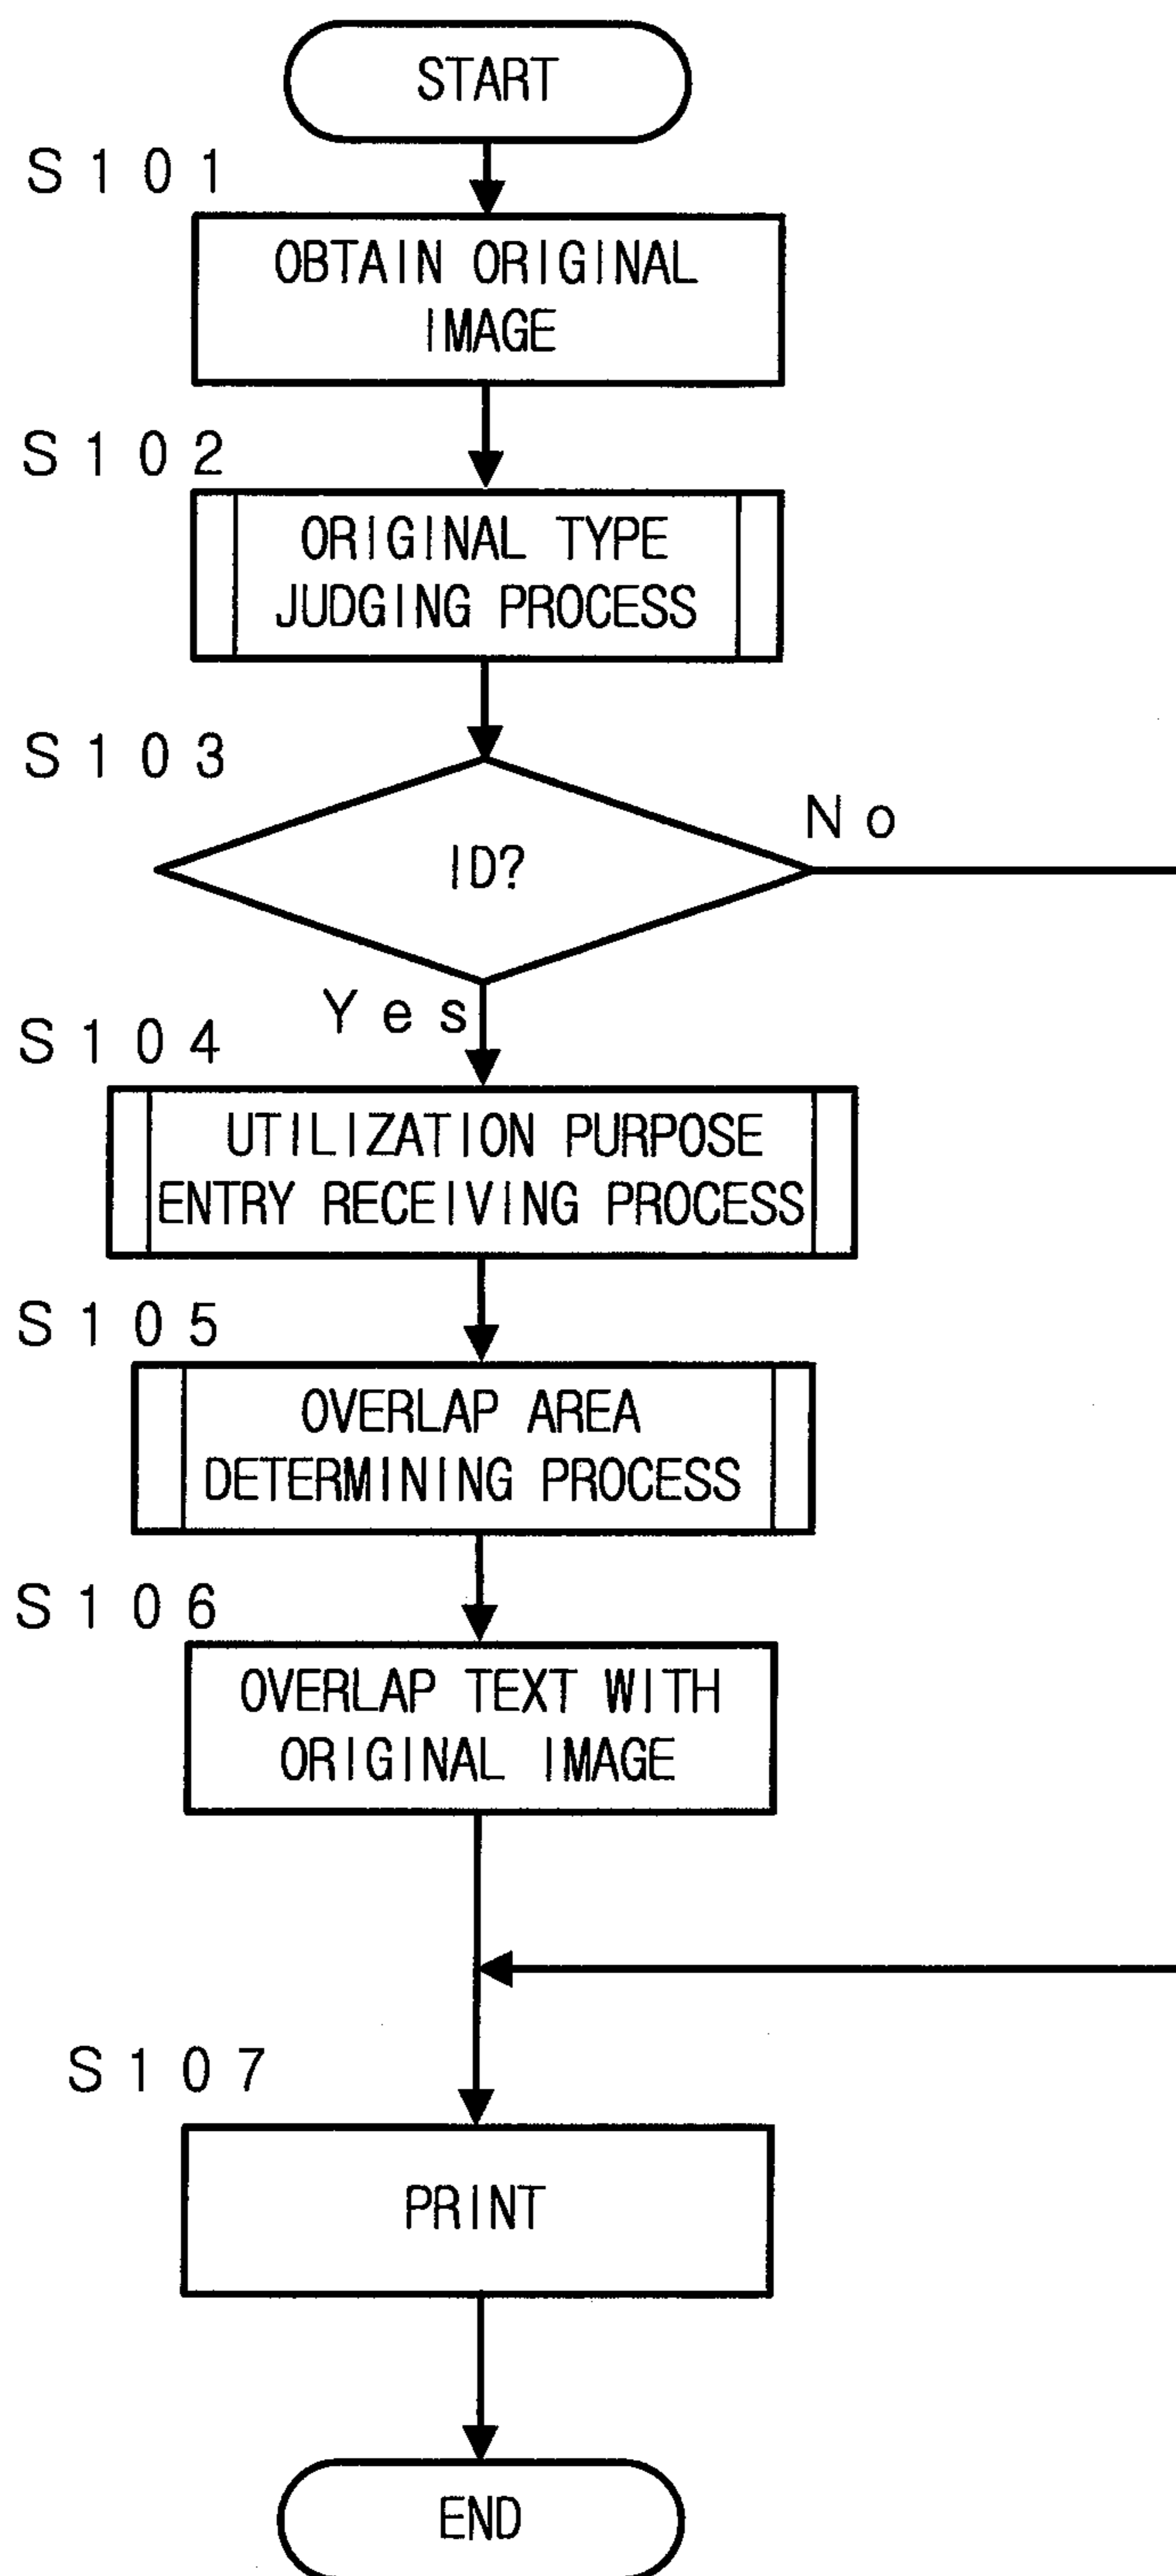 START
S101
OBTAIN ORIGINAL
IMAGE
S102
ORIGINAL TYPE
JUDGING PROCESS
S103
ID?
No
Yes
S104
UTILIZATION PURPOSE
ENTRY RECEIVING PROCESS
S105
OVERLAP AREA
DETERMINING PROCESS
S106
OVERLAP TEXT WITH
ORIGINAL IMAGE
S107
PRINT
END